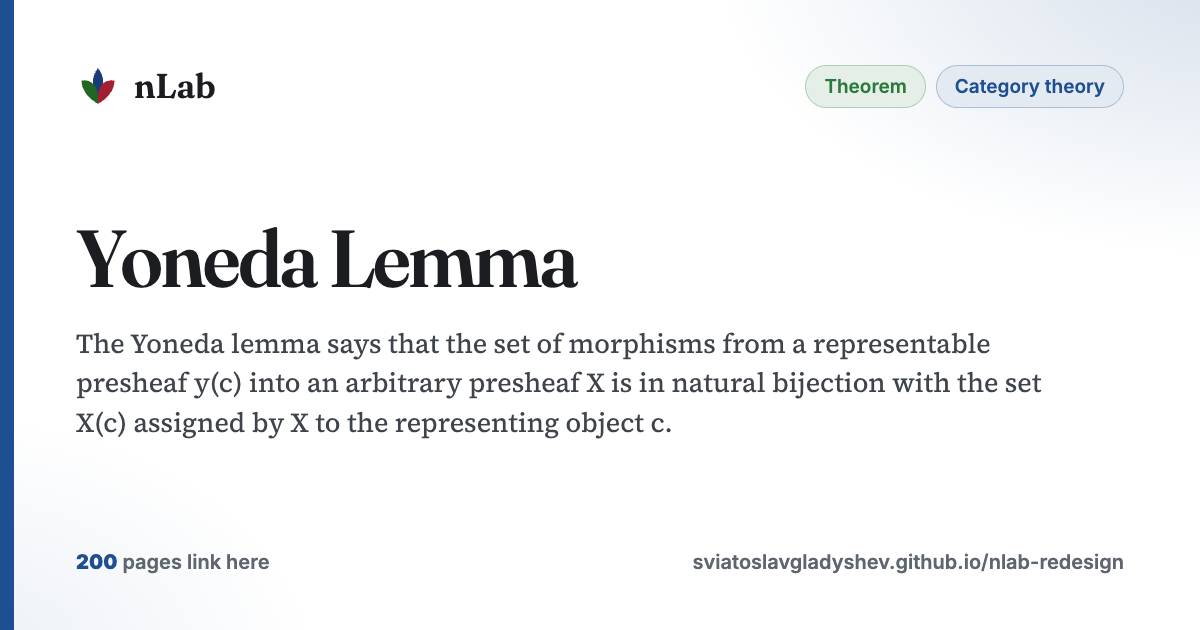 nLab
Theorem
Category theory
Yoneda Lemma
The Yoneda lemma says that the set of morphisms from a representable
presheaf y(c) into an arbitrary presheaf X is in natural bijection with the set
X(c) assigned by X to the representing object c.
200 pages link here
sviatoslavgladyshev.github.io/nlab-redesign